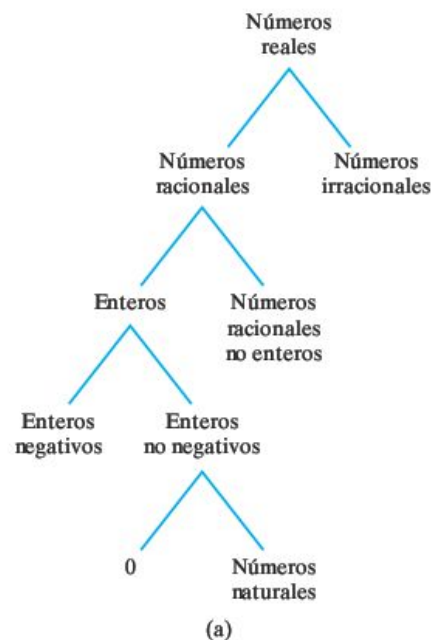 Números
reales
Números
racionales
Números
irracionales
Enteros
Números
racionales
no enteros
Enteros
negativos
Enteros
no negativos
0
Números
naturales
(a)